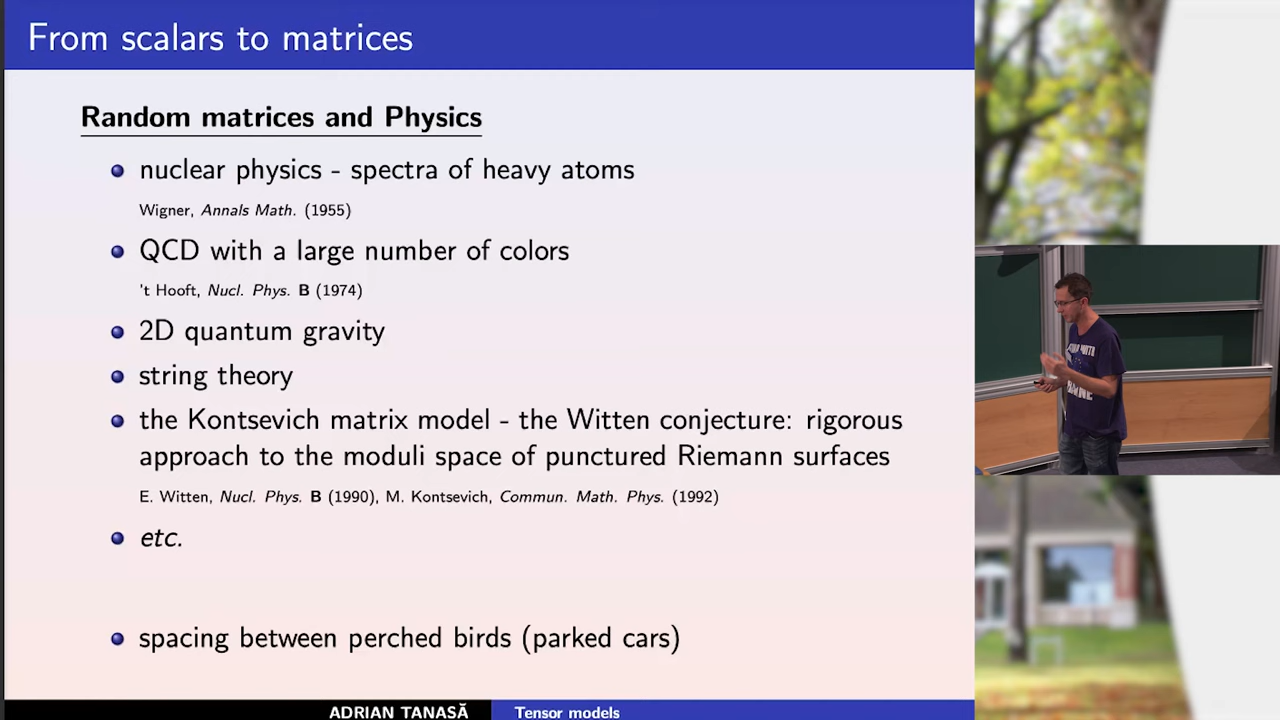 From scalars to matrices
Random matrices and Physics
nuclear physics - spectra of heavy atoms
Wigner, Annals Math. (1955)
QCD with a large number of colors
't Hooft, Nucl. Phys. B (1974)
2D quantum gravity
string theory
the Kontsevich matrix model - the Witten conjecture: rigorous
approach to the moduli space of punctured Riemann surfaces
E. Witten, Nucl. Phys. B (1990), M. Kontsevich, Commun. Math. Phys. (1992)
etc.
spacing between perched birds (parked cars)
ADRIAN TANASĂ
Tensor models